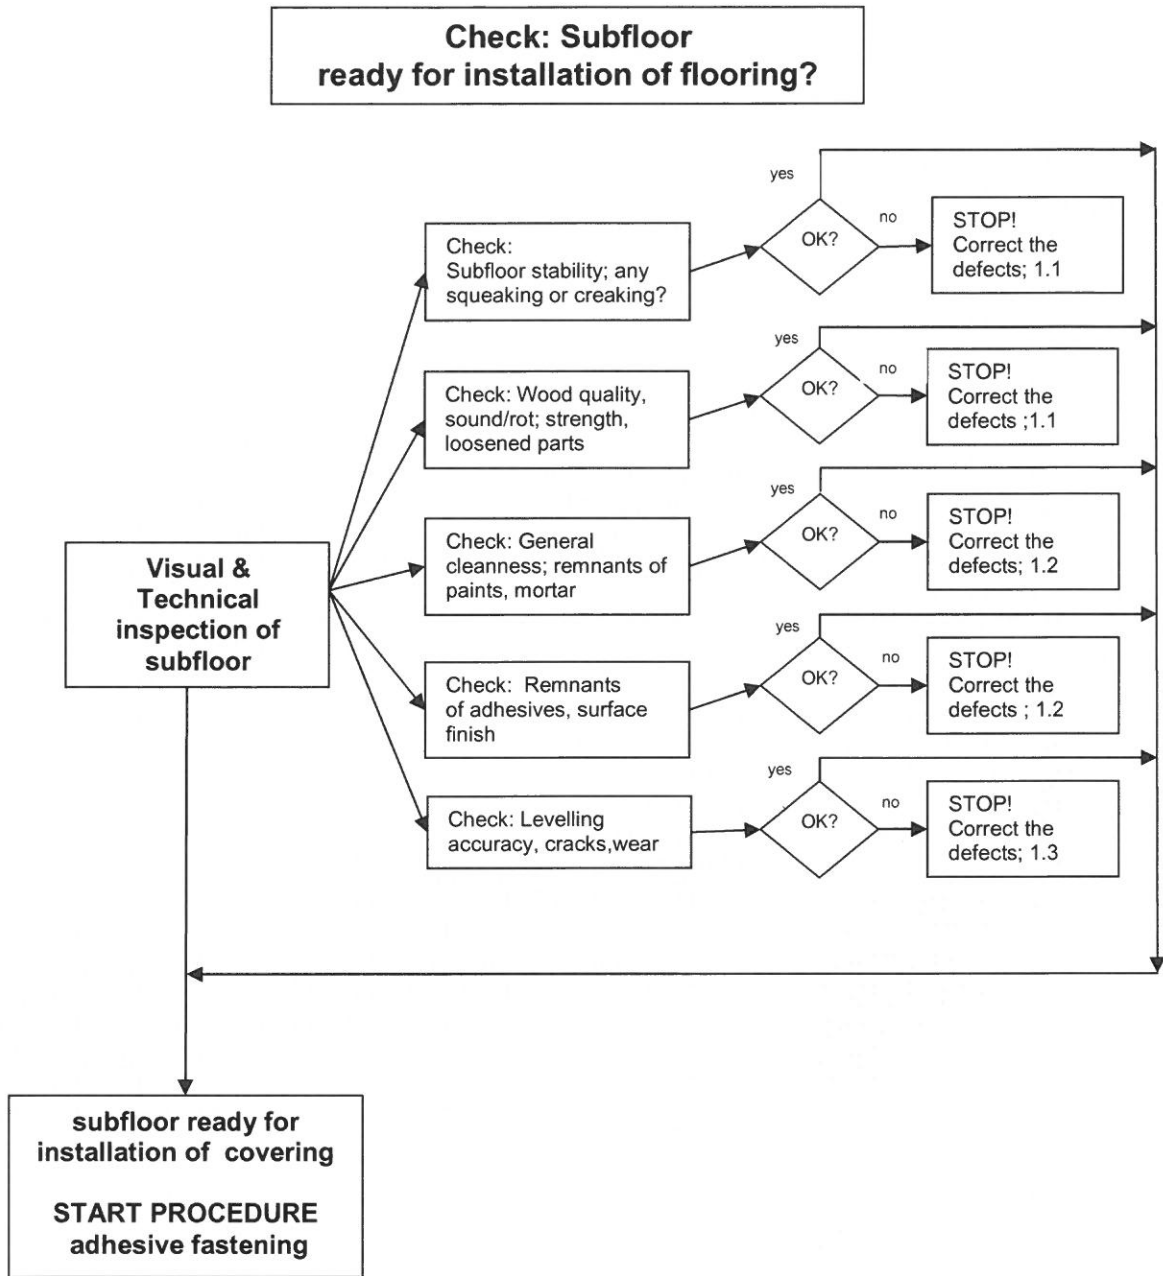 Check: Subfloor
ready for installation of flooring?
yes
OK?
no
STOP!
Correct the
defects; 1.1
Check:
Subfloor stability; any
squeaking or creaking?
yes
OK?
no
STOP!
Correct the
defects ;1.1
Check: Wood quality,
sound/rot; strength,
loosened parts
yes
OK?
no
STOP!
Correct the
defects; 1.2
Check: General
cleanness; remnants of
paints, mortar
Visual &
Technical
inspection of
subfloor
yes
OK?
no
STOP!
Correct the
defects ; 1.2
Check:  Remnants
of adhesives, surface
finish
yes
OK?
no
STOP!
Correct the
defects; 1.3
Check: Levelling
accuracy, cracks,wear
subfloor ready for
installation of  covering
START PROCEDURE
adhesive fastening